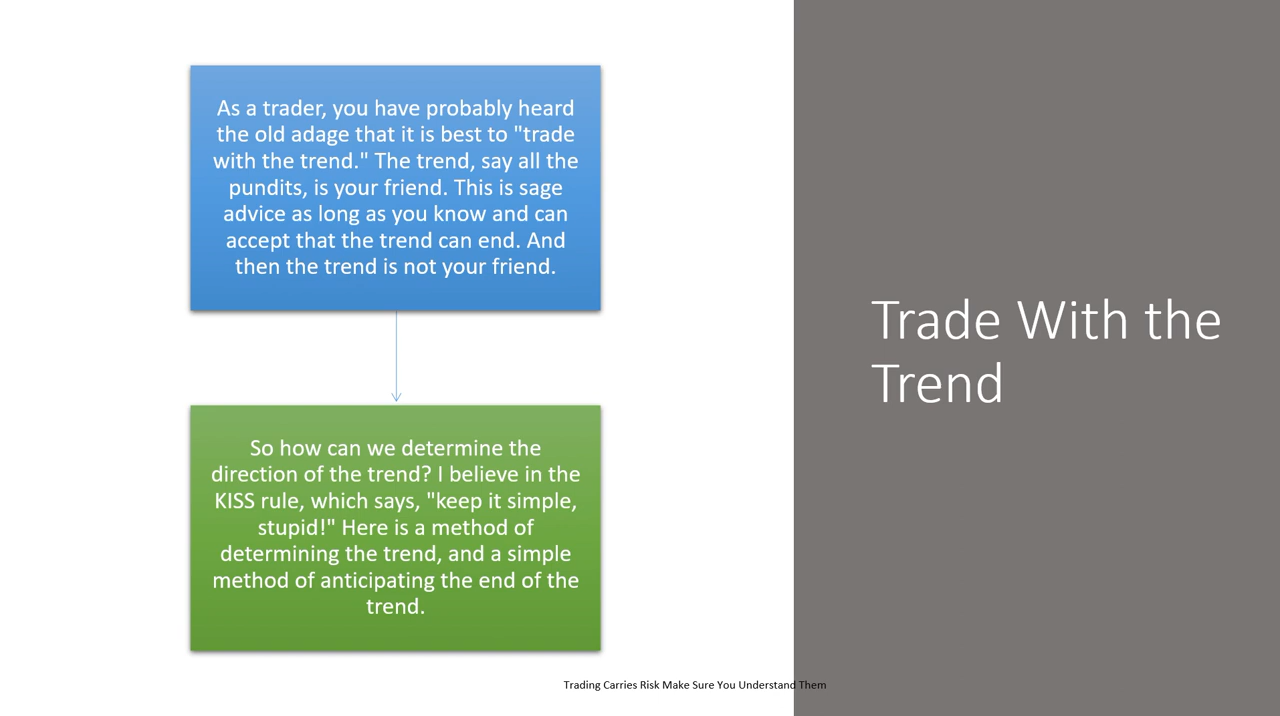 As a trader, you have probably heard
the old adage that it is best to "trade
with the trend." The trend, say all the
pundits, is your friend. This is sage
advice as long as you know and can
accept that the trend can end. And
then the trend is not your friend.
So how can we determine the
direction of the trend? I believe in the
KISS rule, which says, "keep it simple,
stupid!" Here is a method of
determining the trend, and a simple
method of anticipating the end of the
trend.
Trade With the
Trend
Trading Carries Risk Make Sure You Understand Them